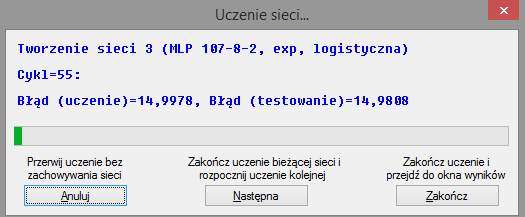 Uczenie sieci...
Tworzenie sieci 3 (MLP 107-8-2, exp, logistyczna)
Cykl=55:
Błąd (uczenie)=14,9978, Błąd (testowanie)=14,9808
Przerwij uczenie bez
zachowywania sieci
Zakończ uczenie bieżącej sieci i
rozpocznij uczenie kolejnej
Zakończ uczenie i
przejdź do okna wyników
Anuluj
Następna
Zakończ